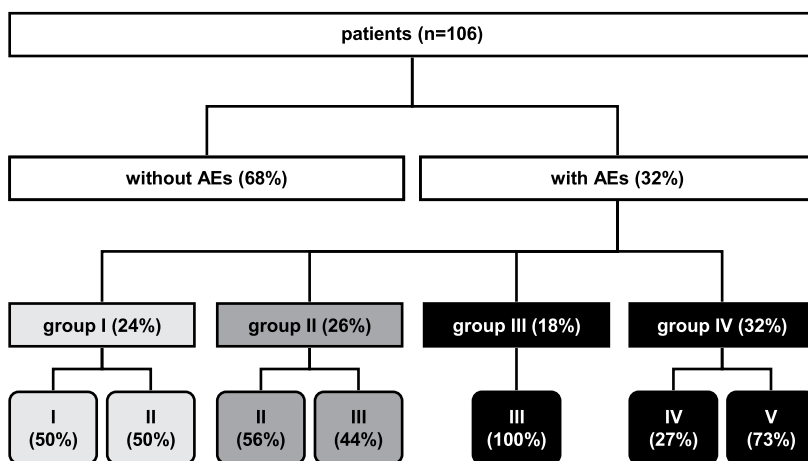 patients (n=106)
without AEs (68%)
with AEs (32%)
group I (24%)
group II (26%)
group III (18%)
group IV (32%)
I
(50%)
II
(50%)
II
(56%)
III
(44%)
III
(100%)
IV
(27%)
V
(73%)